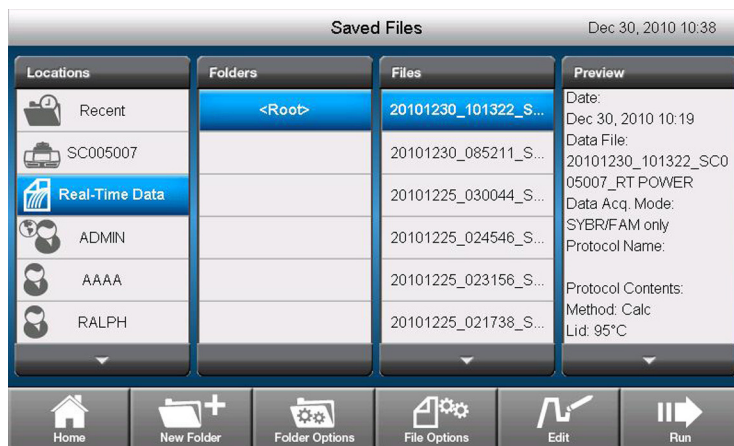 Saved Files
Dec 30, 2010 10:38
Locations
Recent
SC005007
Real-Time Data
ADMIN
AAAA
RALPH
Folders
<Root>
Files
20101230_101322_S...
20101230_085211_S...
20101225_030044_S...
20101225_024546_S...
20101225_023156_S...
20101225_021738_S...
Preview
Date:
Dec 30, 2010 10:19
Data File:
20101230_101322_SC0
05007_RT POWER
Data Acq. Mode:
SYBR/FAM only
Protocol Name:
Protocol Contents:
Method: Calc
Lid: 95°C
Home
New Folder
Folder Options
File Options
Edit
Run